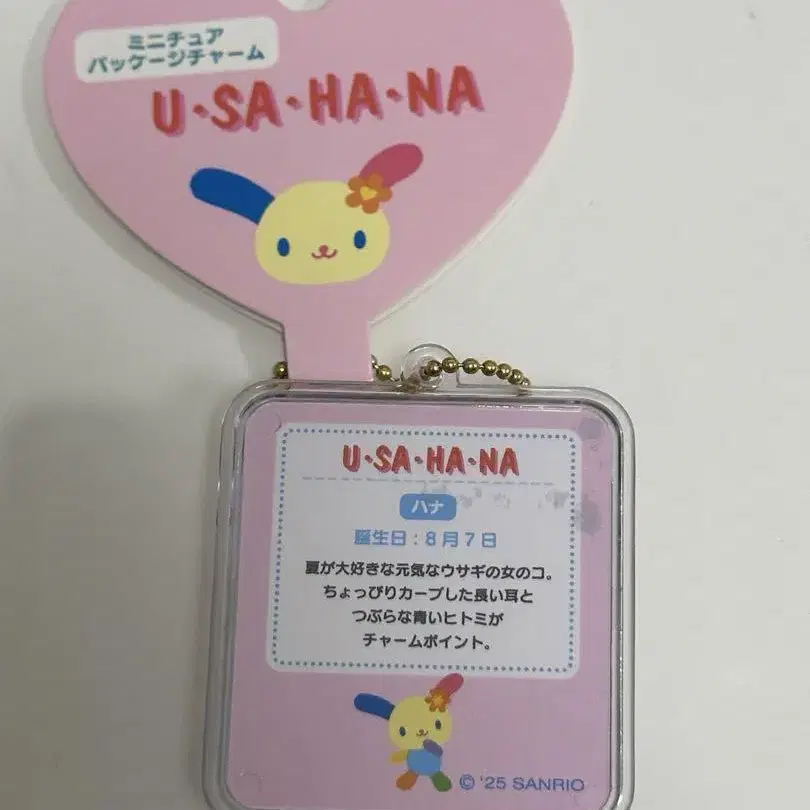 ミニチュア
パッケージチャーム
U・SA・HA・NA
U・SA・HA・NA
ハナ
誕生日：8月7日
夏が大好きな元気なウサギの女のコ。
ちょっぴりカーブした長い耳と
つぶらな青いヒトミが
チャームポイント。
© '25 SANRIO